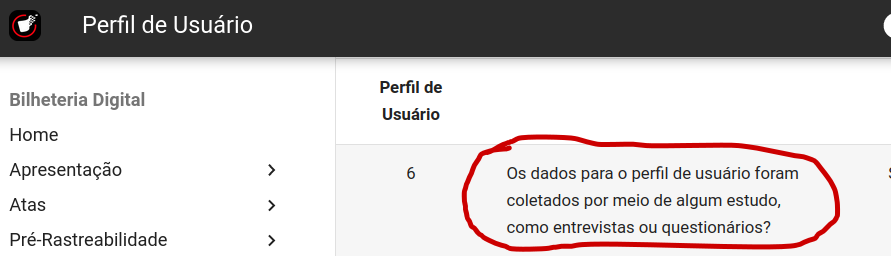 Perfil de Usuário
Bilheteria Digital
Home
Apresentação
Atas
Pré-Rastreabilidade
Perfil de
Usuário
6
Os dados para o perfil de usuário foram
coletados por meio de algum estudo,
como entrevistas ou questionários?